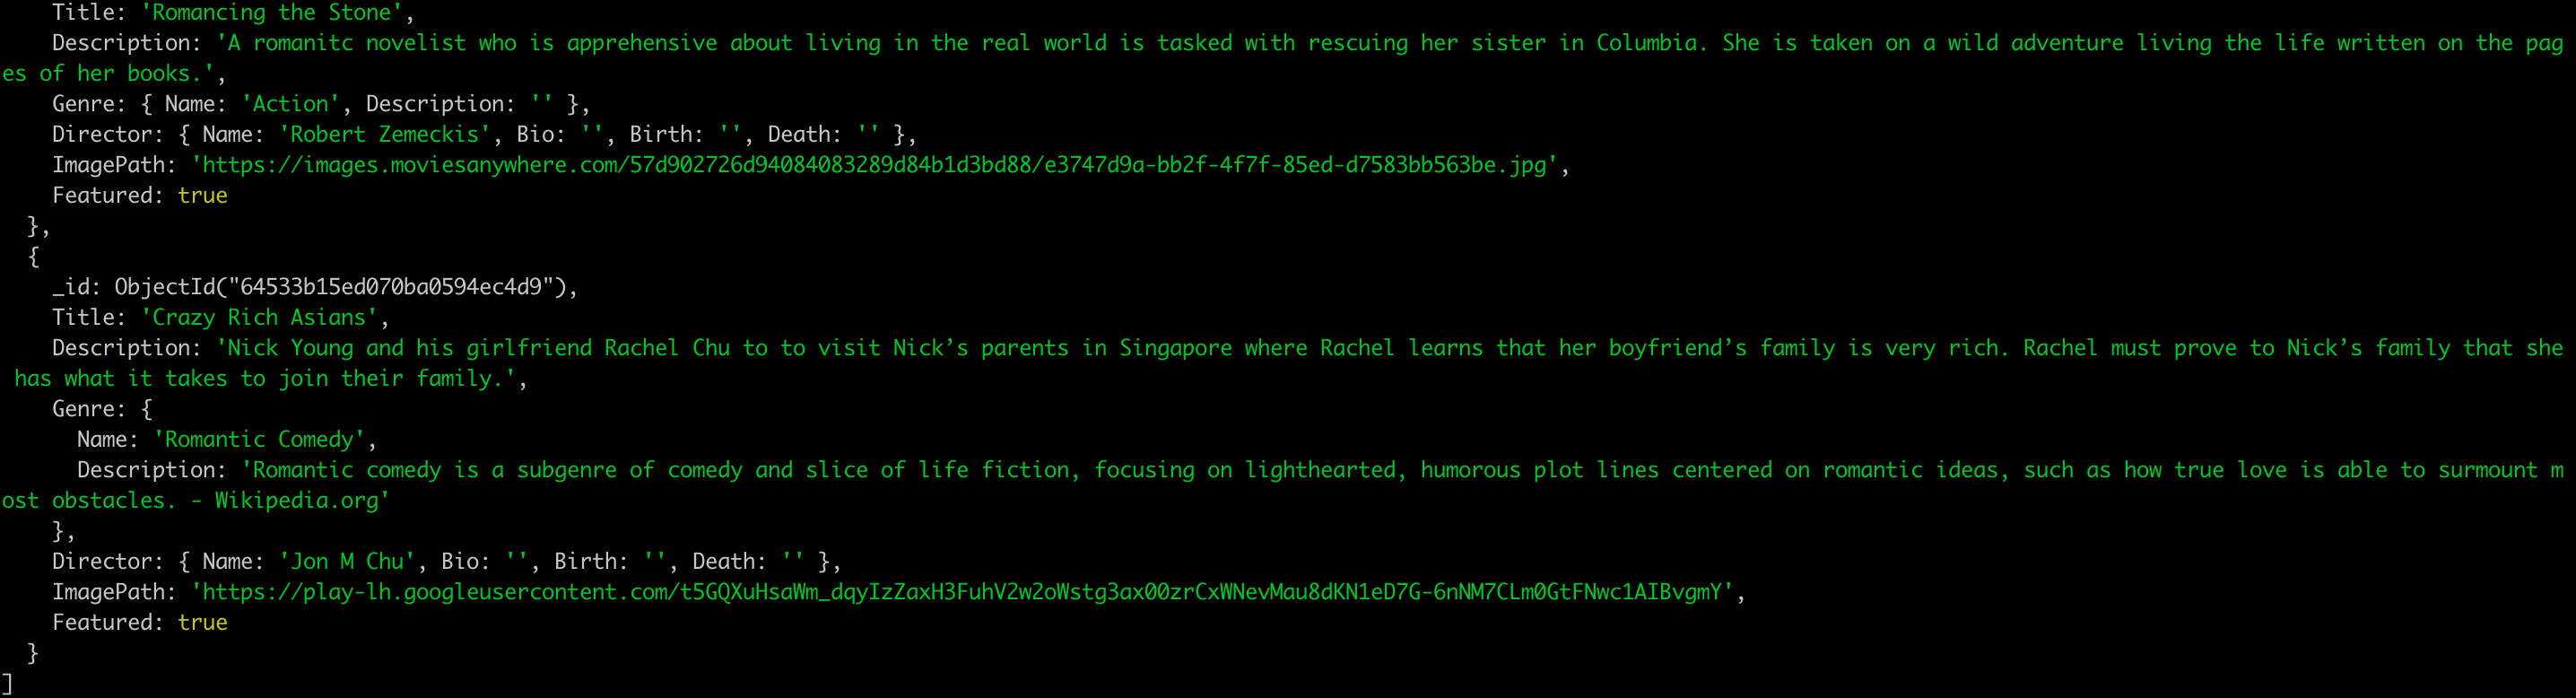 Title: 'Romancing the Stone',
Description: 'A romanitc novelist who is apprehensive about living in the real world is tasked with rescuing her sister in Columbia. She is taken on a wild adventure living the life written on the pag
es of her books.',
Genre: { Name: 'Action', Description: '' },
Director: { Name: 'Robert Zemeckis', Bio: '', Birth: '', Death: '' },
ImagePath: 'https://images.moviesanywhere.com/57d902726d94084083289d84b1d3bd88/e3747d9a-bb2f-4f7f-85ed-d7583bb563be.jpg',
Featured: true
},
{
_id: ObjectId("64533b15ed070ba0594ec4d9"),
Title: 'Crazy Rich Asians',
Description: 'Nick Young and his girlfriend Rachel Chu to to visit Nick’s parents in Singapore where Rachel learns that her boyfriend’s family is very rich. Rachel must prove to Nick’s family that she
has what it takes to join their family.',
Genre: {
Name: 'Romantic Comedy',
Description: 'Romantic comedy is a subgenre of comedy and slice of life fiction, focusing on lighthearted, humorous plot lines centered on romantic ideas, such as how true love is able to surmount m
ost obstacles. - Wikipedia.org'
},
Director: { Name: 'Jon M Chu', Bio: '', Birth: '', Death: '' },
ImagePath: 'https://play-lh.googleusercontent.com/t5GQXuHsaWm_dqyIzZaxH3FuhV2w2oWstg3ax00zrCxWNevMau8dKN1eD7G-6nNM7CLm0GtFNwc1AIBvgmY',
Featured: true
}
]